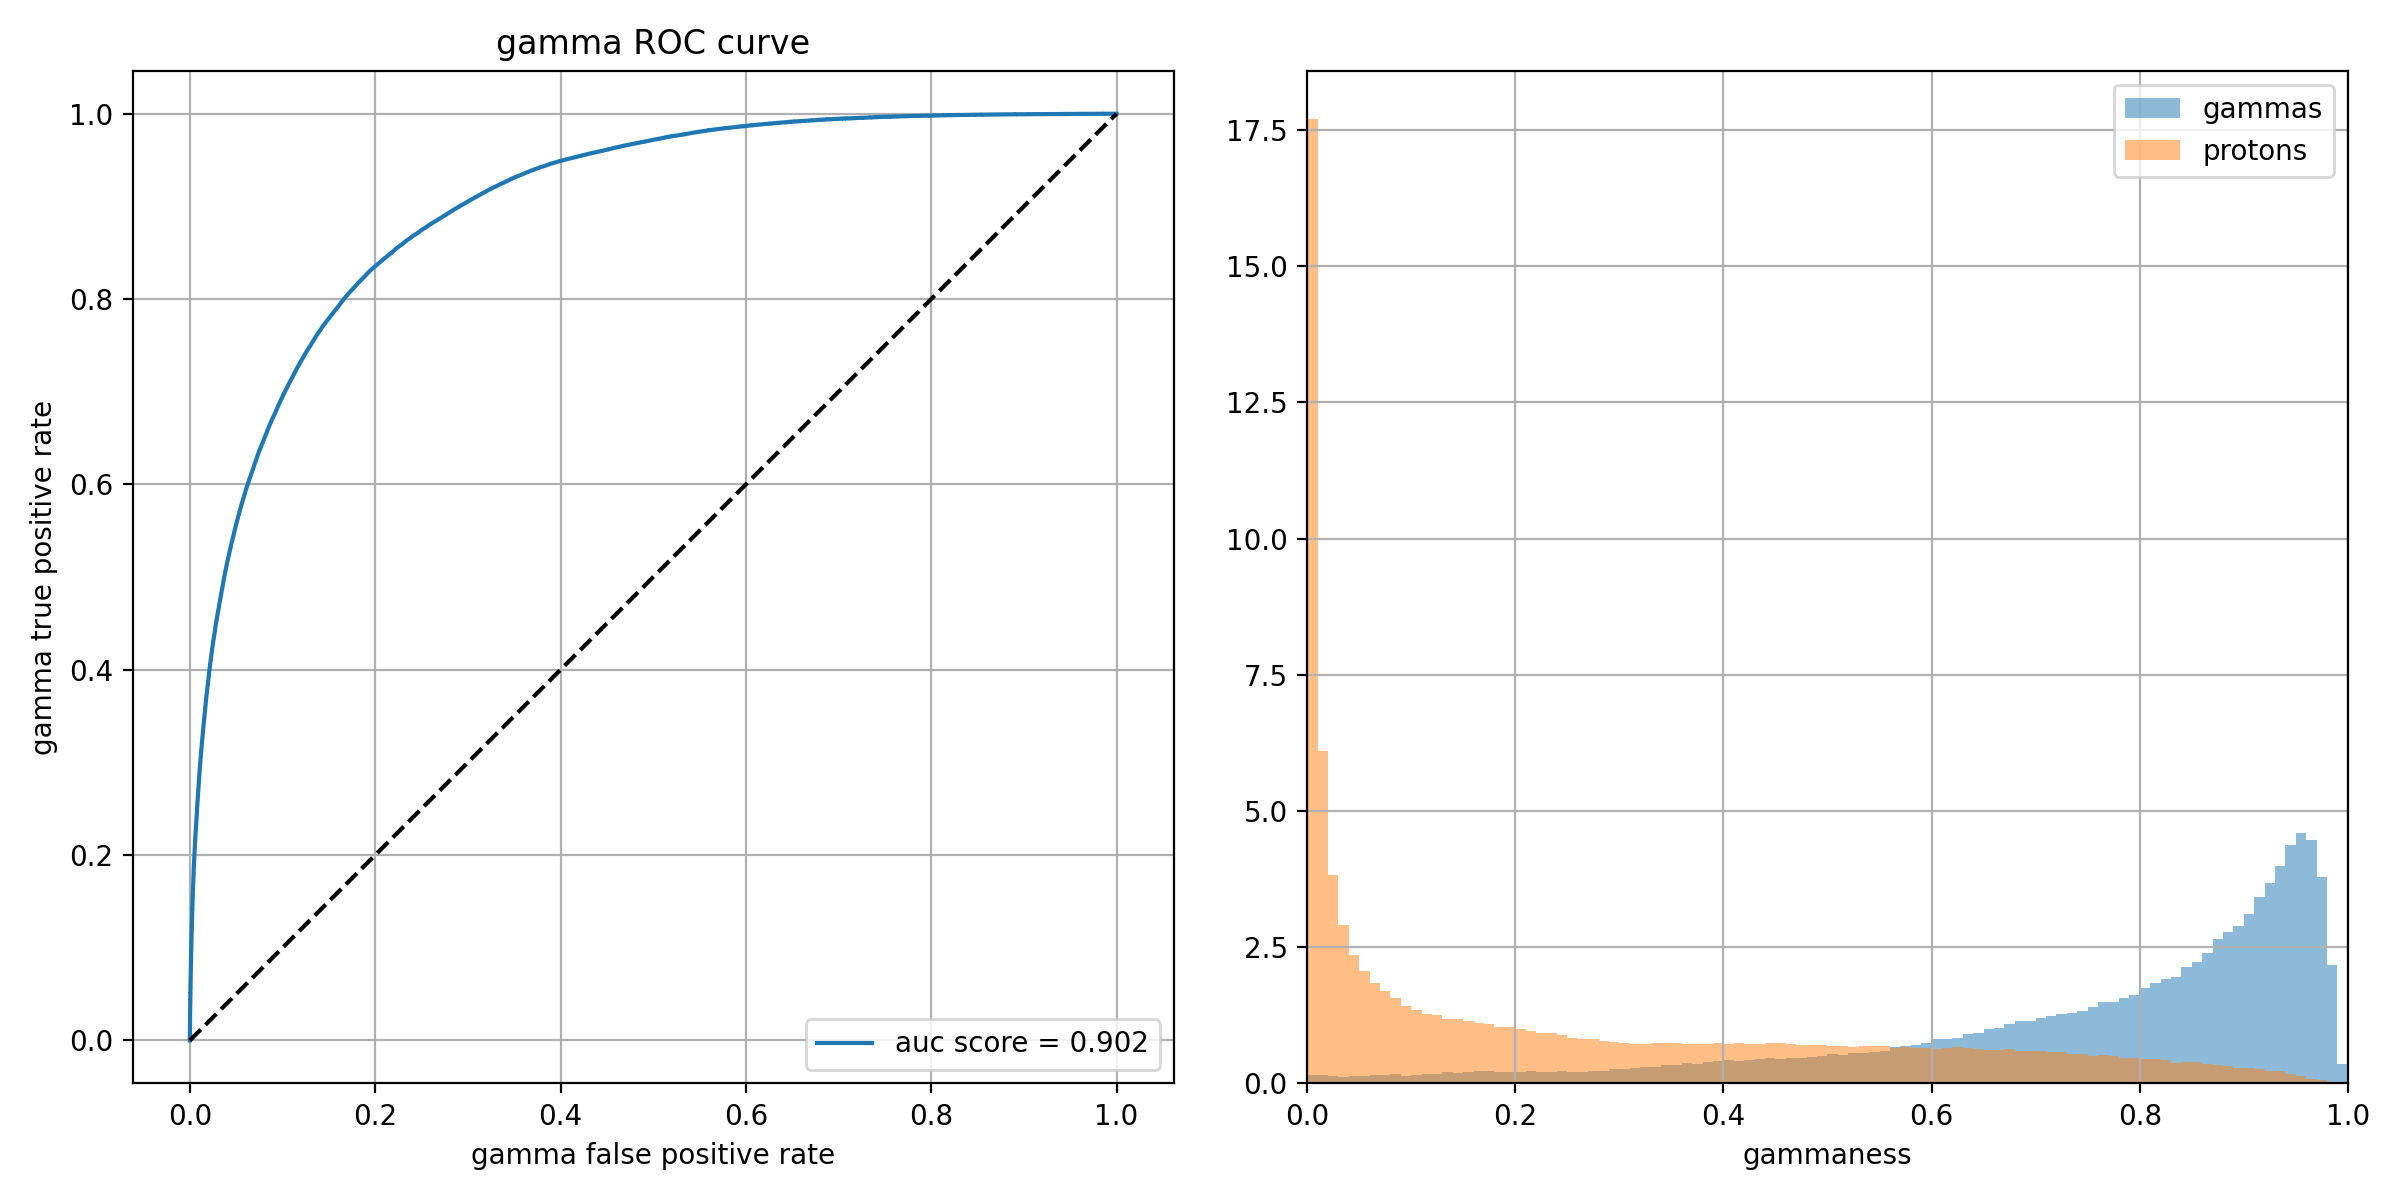 gamma ROC curve
gamma true positive rate
1.0
0.8
0.6
0.4
0.2
0.0
auc score = 0.902
0.0 0.2 0.4 0.6 0.8 1.0
gamma false positive rate
gammas
protons
17.5
15.0
12.5
10.0
7.5
5.0
2.5
0.0
0.0 0.2 0.4 0.6 0.8 1.0
gammaness